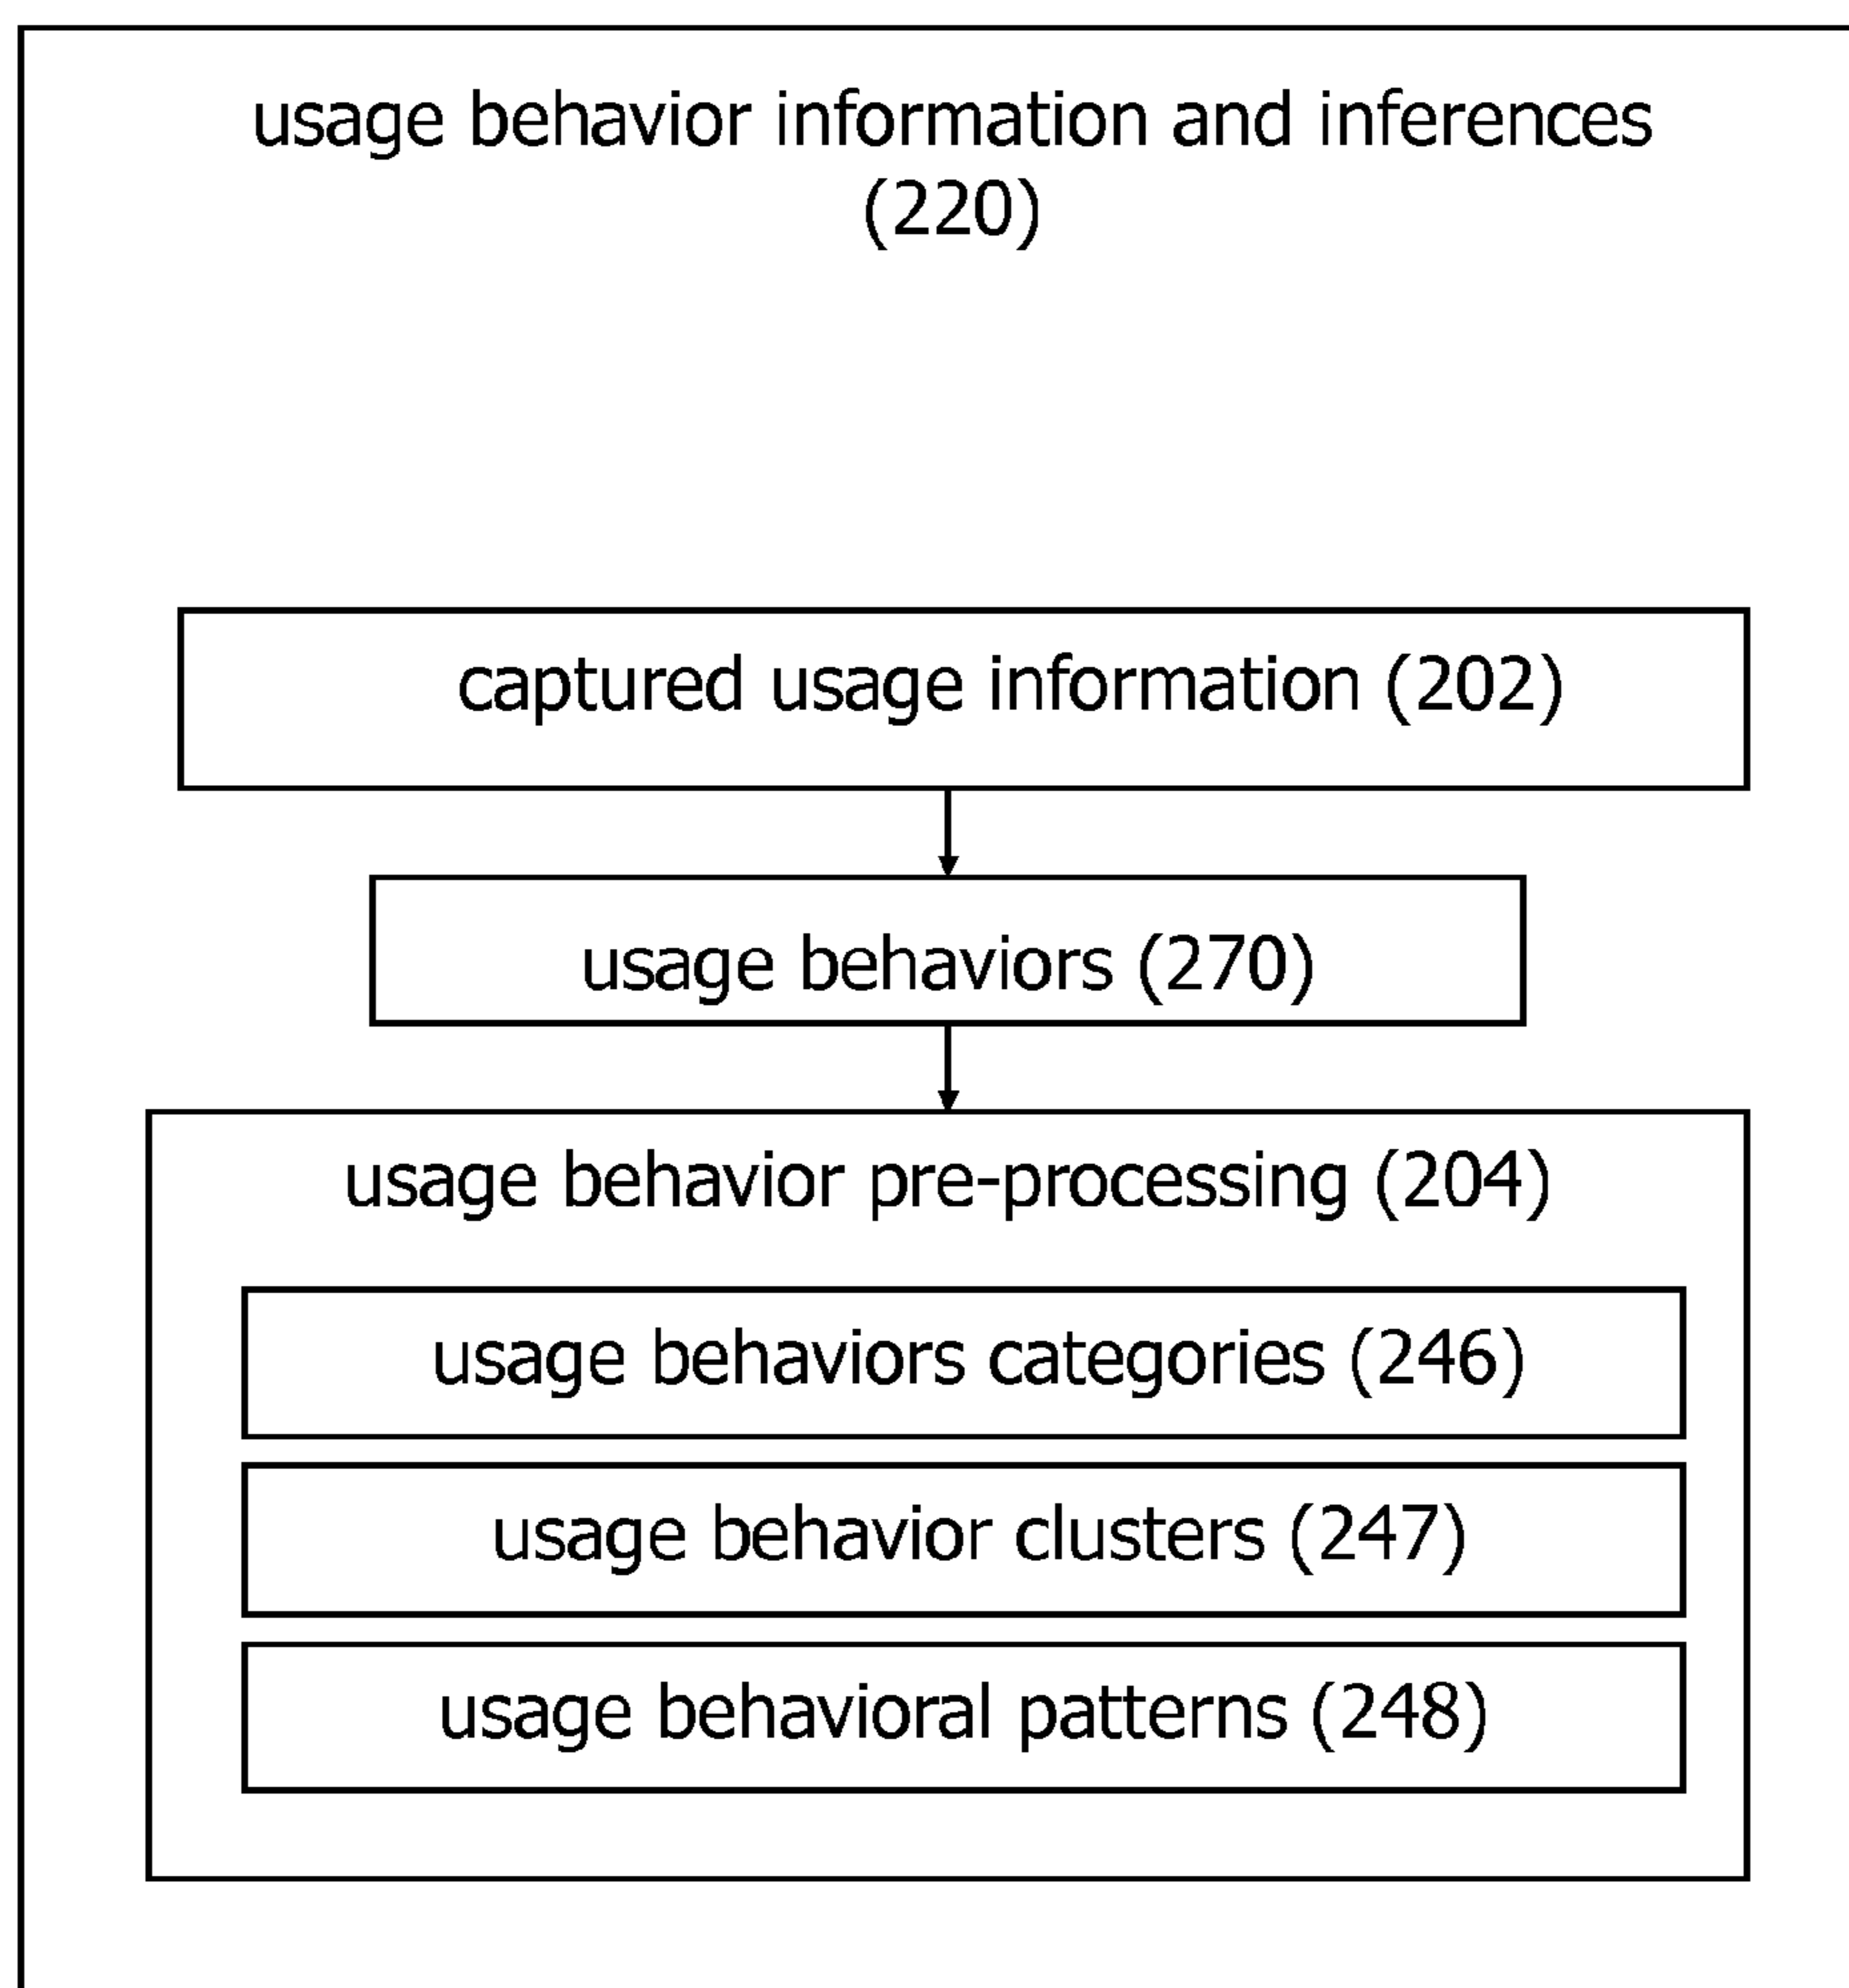 usage behavior information and inferences
(220)
captured usage information (202)
usage behaviors (270)
usage behavior pre-processing (204)
usage behaviors categories (246)
usage behavior clusters (247)
usage behavioral patterns (248)